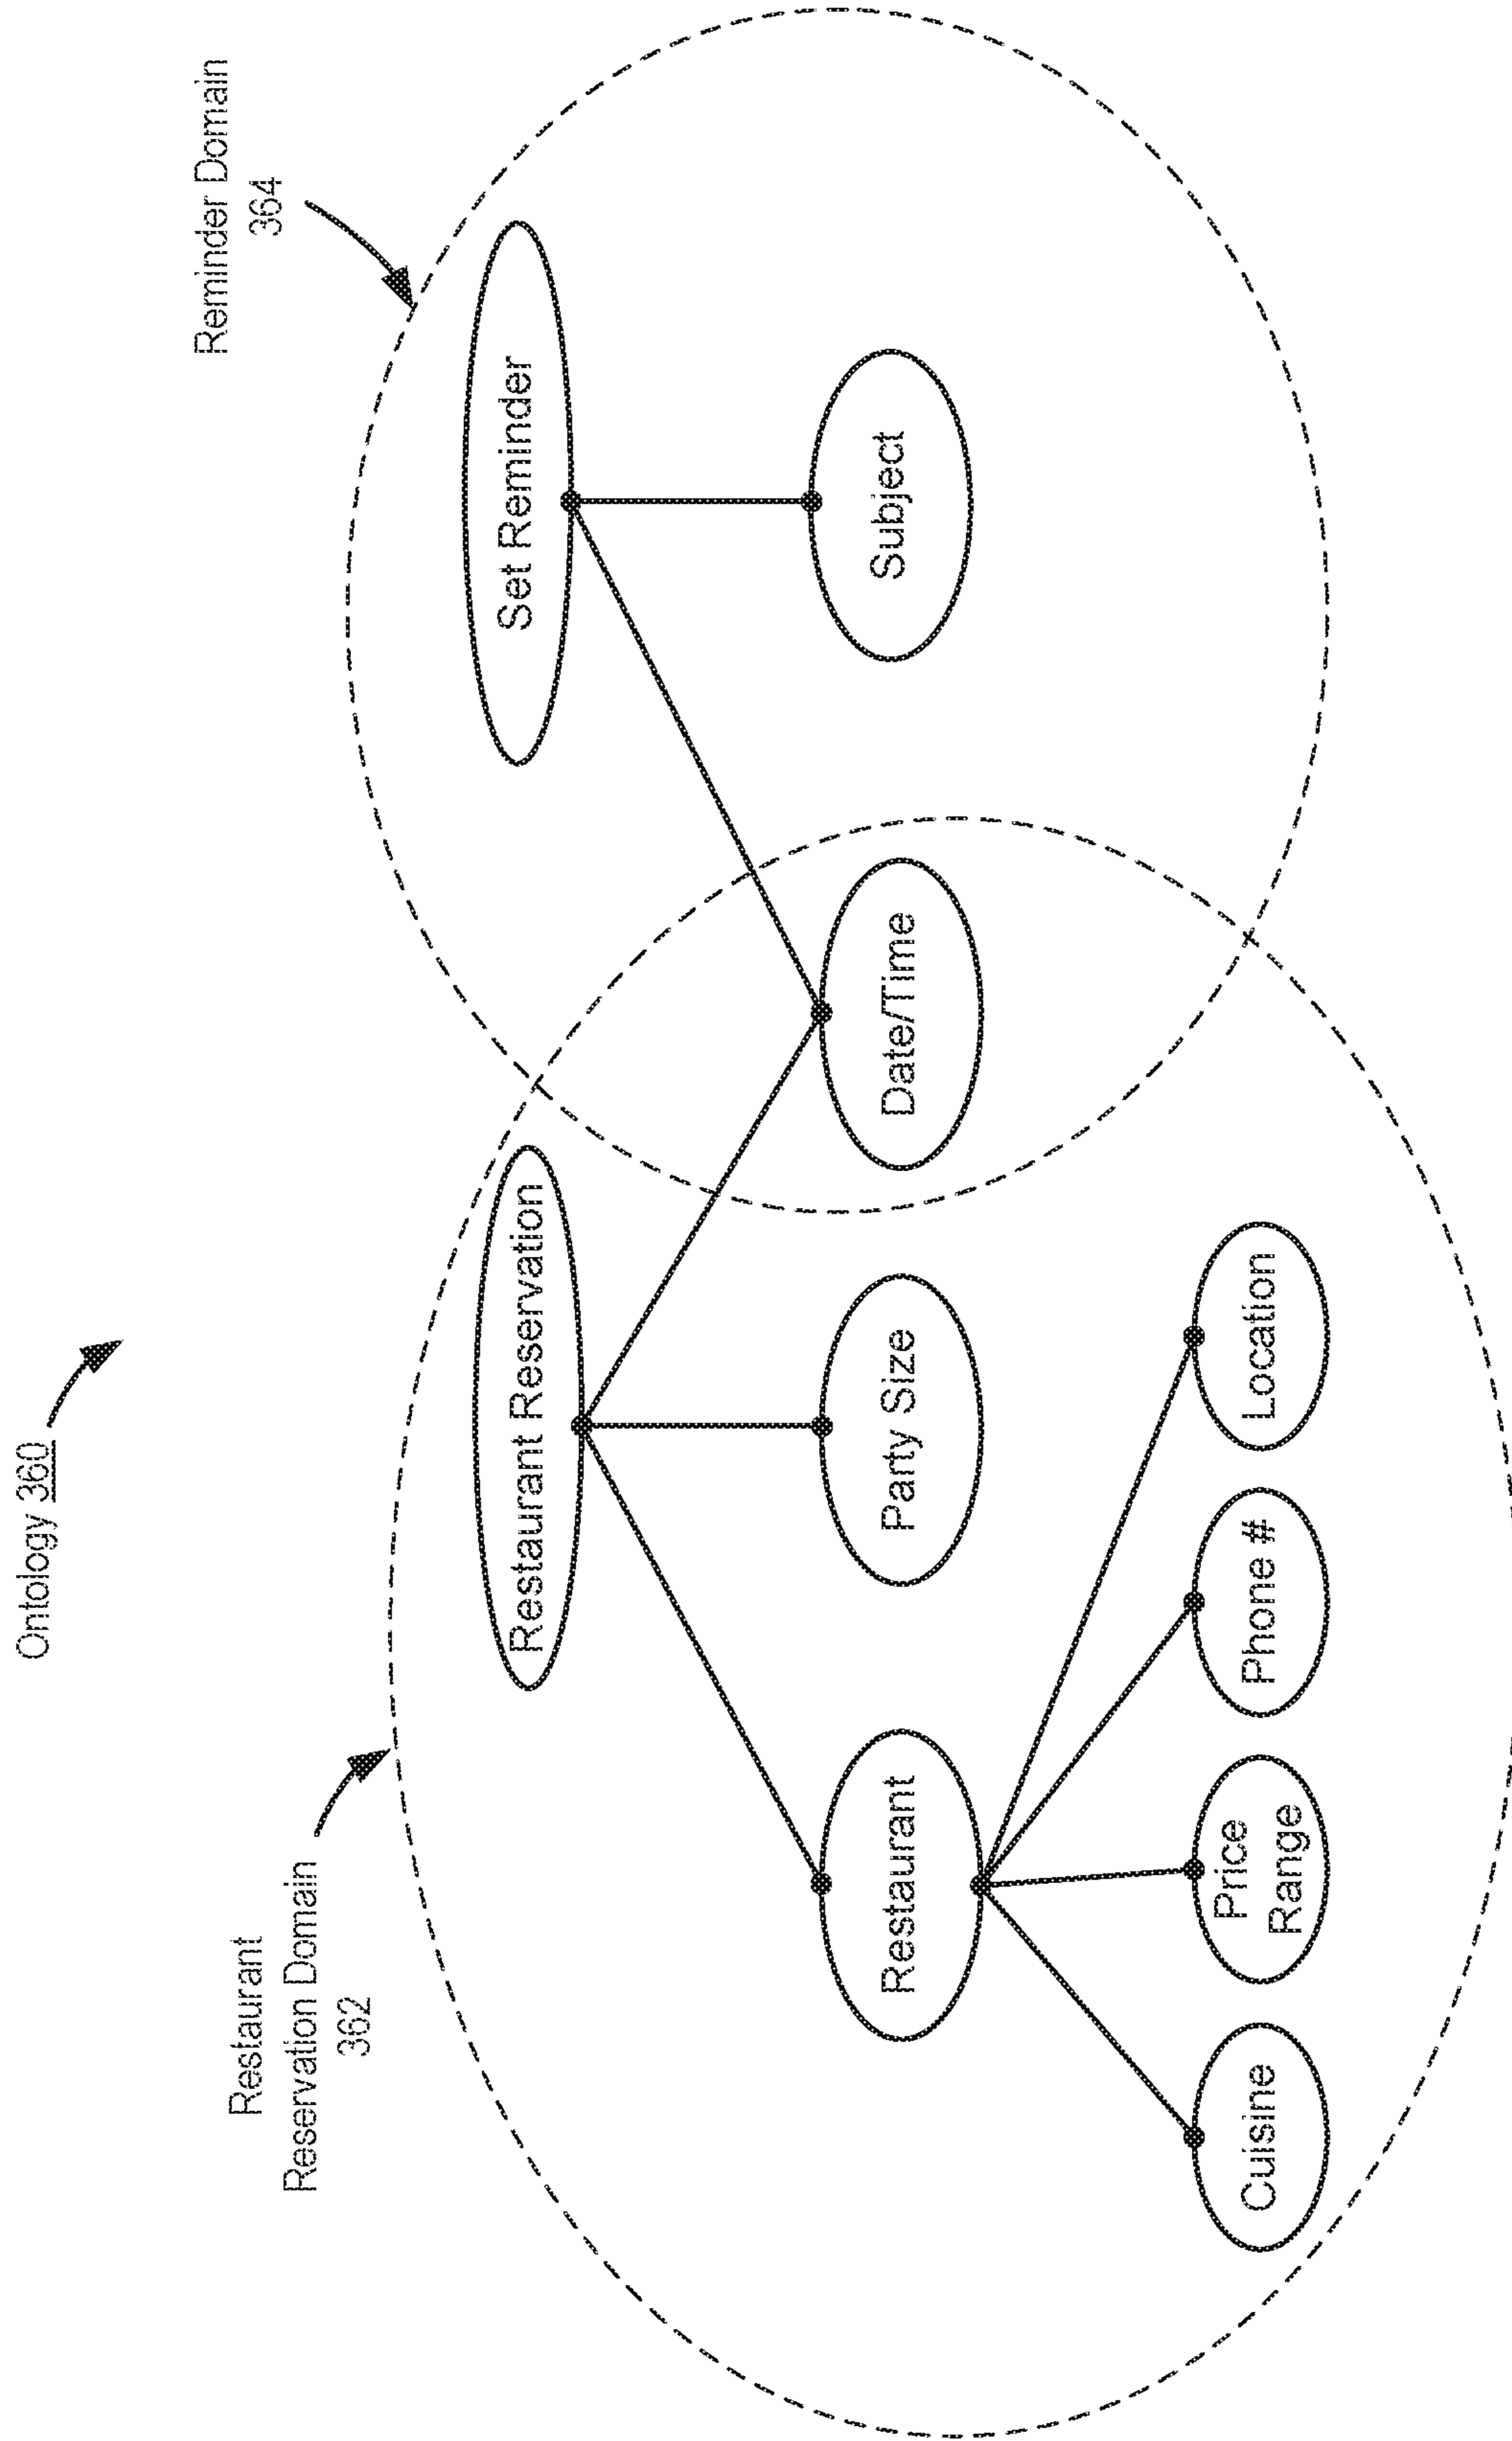 Ontology 360
Restaurant
Reservation Domain
362
Reminder Domain
364
Restaurant Reservation
Set Reminder
Restaurant
Party Size
Date/Time
Subject
Cuisine
Price
Range
Phone #
Location